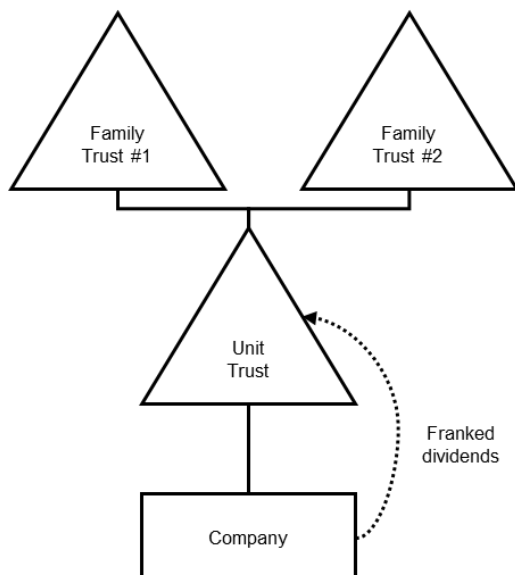 Family
Trust #1
Family
Trust #2
Unit
Trust
Franked
dividends
Company